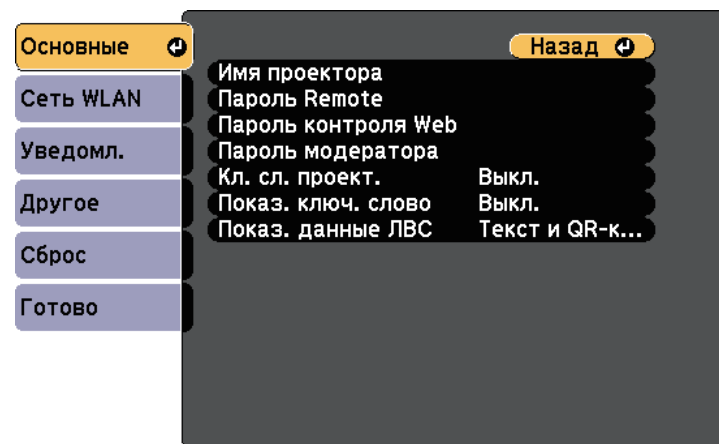 Основные
Сеть WLAN
Уведомл.
Другое
Сброс
Готово
Назад
Имя проектора
Пароль Remote
Пароль контроля Web
Пароль модератора
Кл. сл. проект. Выкл.
Показ. ключ. слово Выкл.
Показ. данные ЛВС Текст и QR-к...